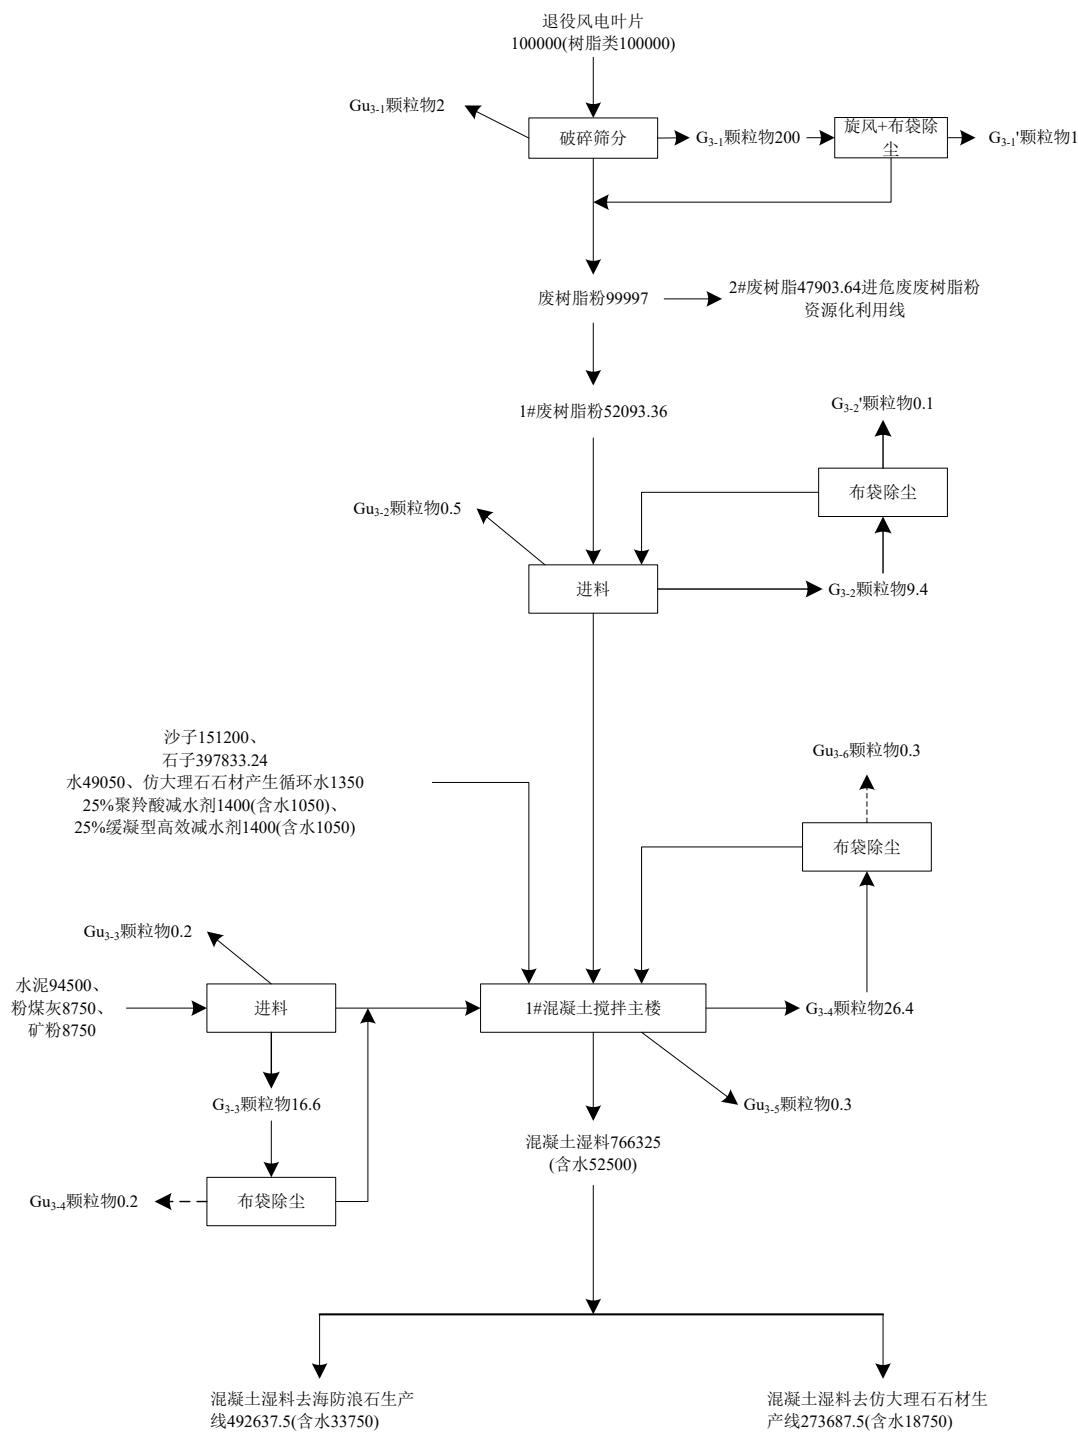 退役风电叶片
100000(树脂类100000)
Gu3-1颗粒物2
破碎筛分
G3-1颗粒物200
旋风+布袋除
尘
G3-1'颗粒物1
废树脂粉99997
2#废树脂47903.64进危废废树脂粉
资源化利用线
1#废树脂粉52093.36
G3-2'颗粒物0.1
布袋除尘
Gu3-2颗粒物0.5
进料
G3-2颗粒物9.4
沙子151200、
石子397833.24
水49050、仿大理石石材产生循环水1350
25%聚羚酸减水剂1400(含水1050)、
25%缓凝型高效减水剂1400(含水1050)
Gu3-6颗粒物0.3
布袋除尘
Gu3-3颗粒物0.2
水泥94500、
粉煤灰8750、
矿粉8750
进料
1#混凝土搅拌主楼
G3-4颗粒物26.4
G3-3颗粒物16.6
Gu3-5颗粒物0.3
混凝土湿料766325
(含水52500)
Gu3-4颗粒物0.2
布袋除尘
混凝土湿料去海防浪石生产
线492637.5(含水33750)
混凝土湿料去仿大理石石材生
产线273687.5(含水18750)